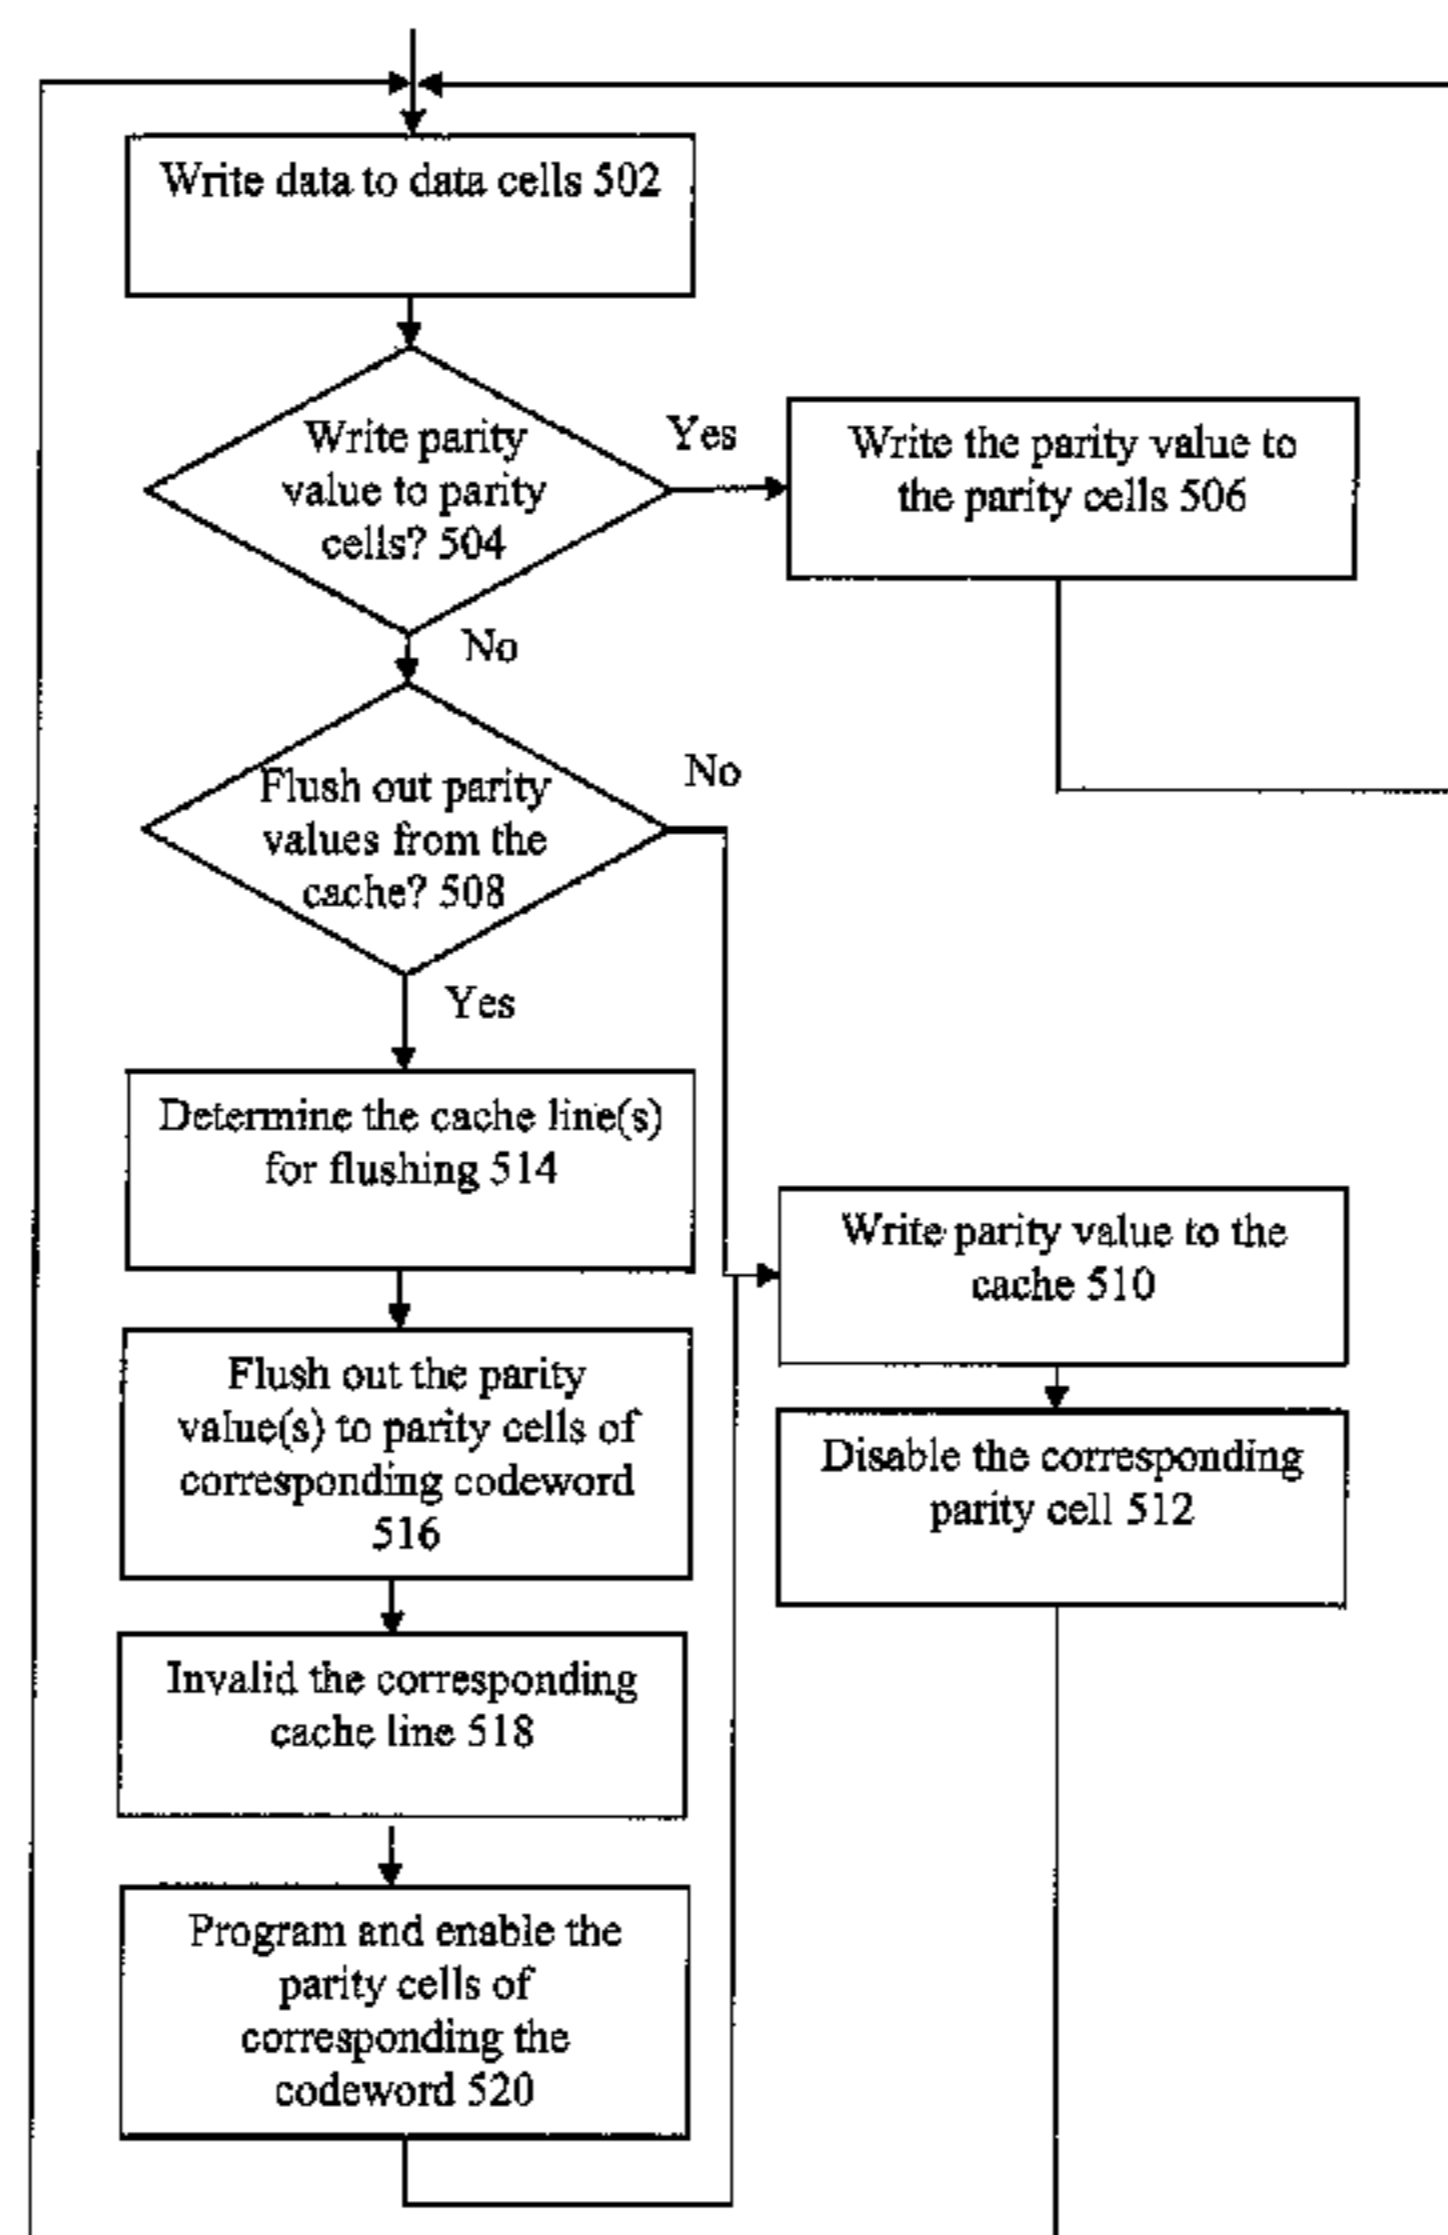 Write data to data cells 502
Write parity
value to parity
cells? 504
Yes
Write the parity value to
the parity cells 506
No
Flush out parity
values from the
cache? 508
No
Yes
Determine the cache line(s)
for flushing 514
Write parity value to the
cache 510
Flush out the parity
value(s) to parity cells of
corresponding codeword
516
Disable the corresponding
parity cell 512
Invalid the corresponding
cache line 518
Program and enable the
parity cells of
corresponding the
codeword 520